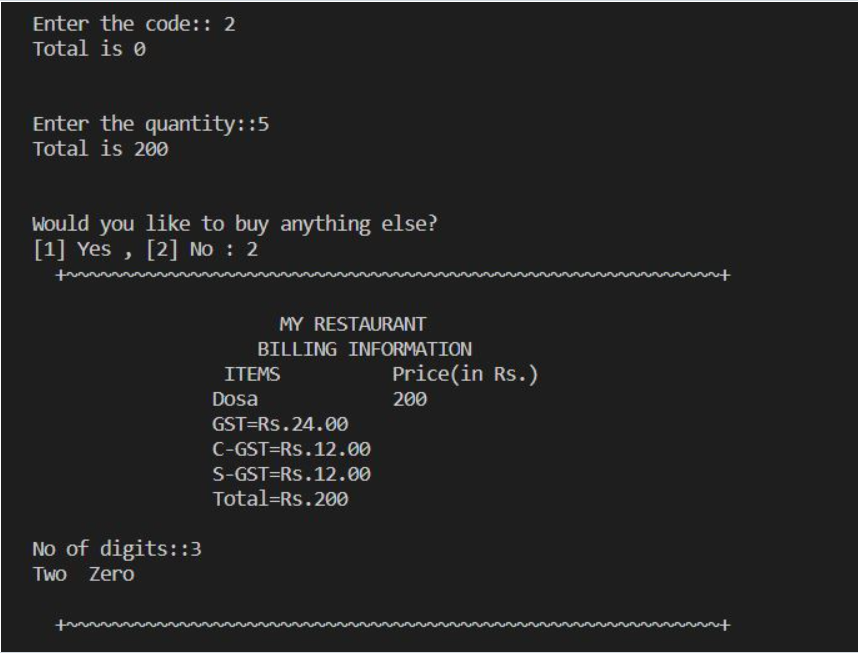 Enter the code:: 2
Total is 0
Enter the quantity::5
Total is 200
Would you like to buy anything else?
[1] Yes , [2] No : 2
+~~~~~~~~~~~~~~~~~~~~~~~~~~~~~~~~~~~~~~~~~~~~~~~~~~~~~~~~~~+
MY RESTAURANT
BILLING INFORMATION
ITEMS Price(in Rs.)
Dosa 200
GST=Rs.24.00
C-GST=Rs.12.00
S-GST=Rs.12.00
Total=Rs.200
No of digits::3
Two Zero
+~~~~~~~~~~~~~~~~~~~~~~~~~~~~~~~~~~~~~~~~~~~~~~~~~~~~~~~~~~+